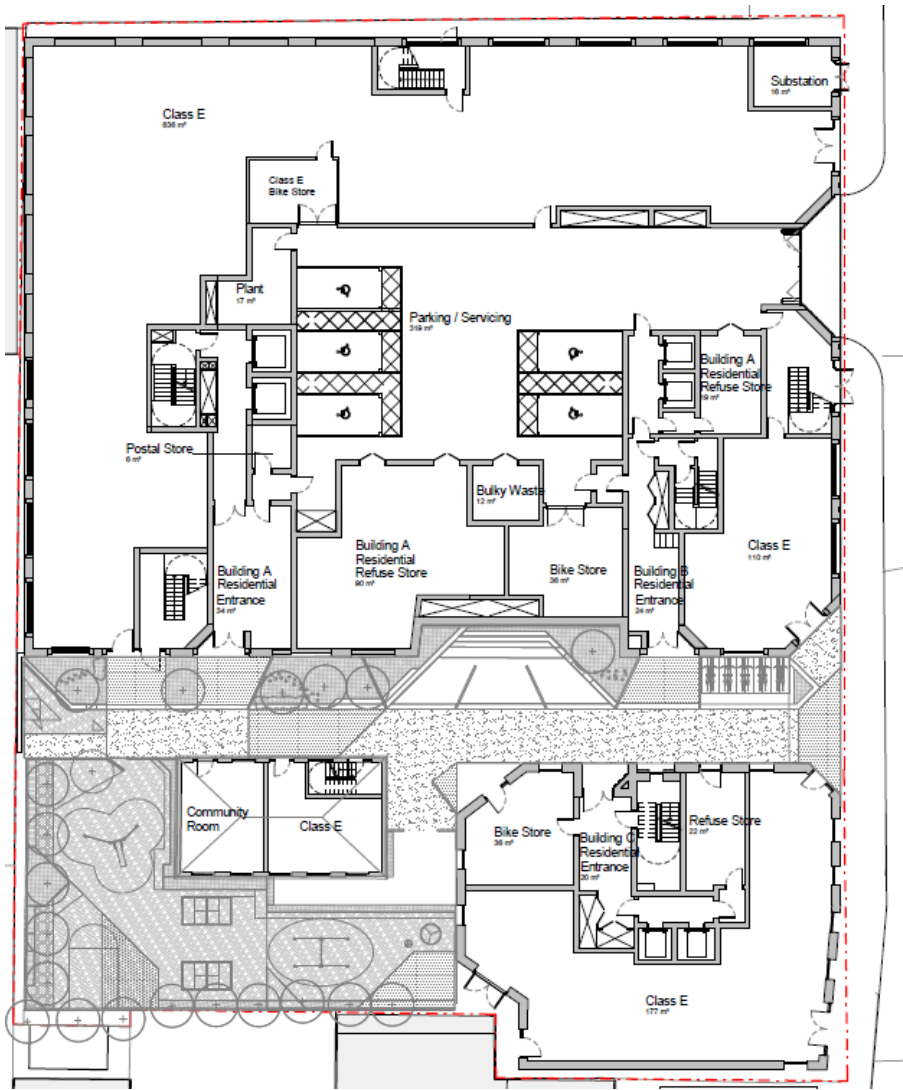 Substation
16 m²
Class E
636 m²
Class E
Bike Store
Plant
17 m²
Parking / Servicing
319 m²
Building A
Residential
Refuse Store
19 m²
Postal Store
6 m²
Bulky Waste
12 m²
Building A
Residential
Refuse Store
90 m²
Class E
110 m²
Building A
Residential
Entrance
34 m²
Bike Store
36 m²
Building B
Residential
Entrance
24 m²
Community
Room
Class E
Bike Store
36 m²
Building C
Residential
Entrance
20 m²
Refuse Store
22 m²
Class E
177 m²